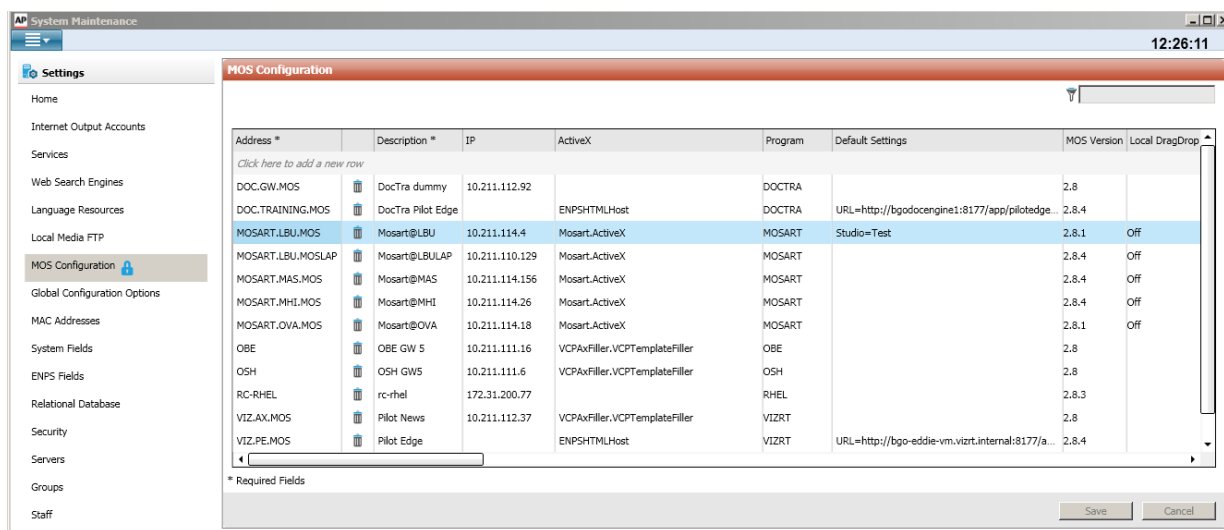 AP System Maintenance
12:26:11
Settings
Home
Internet Output Accounts
Services
Web Search Engines
Language Resources
Local Media FTP
MOS Configuration
Global Configuration Options
MAC Addresses
System Fields
ENPS Fields
Relational Database
Security
Servers
Groups
Staff
MOS Configuration
Address * Description * IP ActiveX Program Default Settings MOS Version Local DragDrop
Click here to add a new row
DOC.GW.MOS DocTra dummy 10.211.112.92 DOCTRA 2.8
DOC.TRAINING.MOS DocTra Pilot Edge ENPSHTMLHost DOCTRA URL=http://bgodocengine1:8177/app/pilotedge... 2.8.4
MOSART.LBU.MOS Mosart@LBU 10.211.114.4 Mosart.ActiveX MOSART Studio=Test 2.8.1 Off
MOSART.LBU.MOSLAP Mosart@LBULAP 10.211.110.129 Mosart.ActiveX MOSART 2.8.4 Off
MOSART.MAS.MOS Mosart@MAS 10.211.114.156 Mosart.ActiveX MOSART 2.8.4 Off
MOSART.MHI.MOS Mosart@MHI 10.211.114.26 Mosart.ActiveX MOSART 2.8.4 Off
MOSART.OVA.MOS Mosart@OVA 10.211.114.18 Mosart.ActiveX MOSART 2.8.1 Off
OBE OBE GW 5 10.211.111.16 VCPAxFiller.VCPTemplateFiller OBE 2.8
OSH OSH GW5 10.211.111.6 VCPAxFiller.VCPTemplateFiller OSH 2.8
RC-RHEL rc-rhel 172.31.200.77 RHEL 2.8.3
VIZ.AX.MOS Pilot News 10.211.112.37 VCPAxFiller.VCPTemplateFiller VIZRT 2.8
VIZ.PE.MOS Pilot Edge ENPSHTMLHost VIZRT URL=http://bgo-eddie-vm.vizrt.internal:8177/a... 2.8.4
* Required Fields
Save Cancel